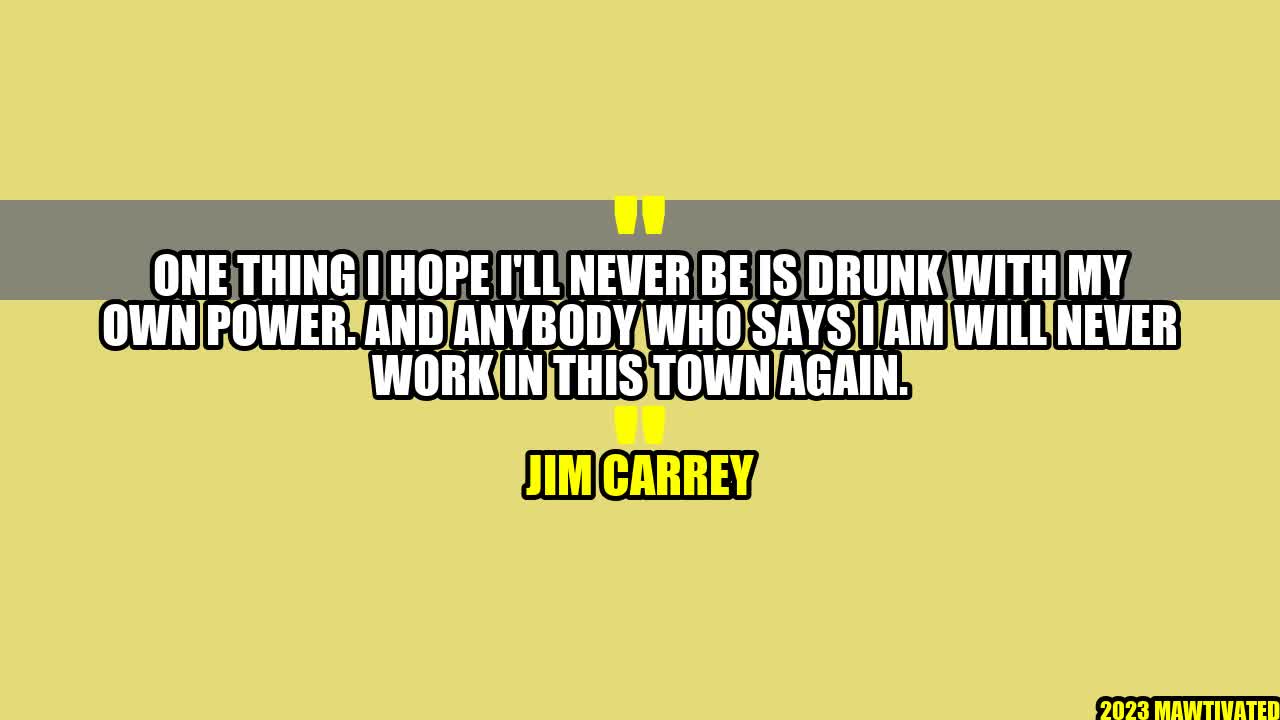 "
ONE THING I HOPE I'LL NEVER BE IS DRUNK WITH MY
OWN POWER. AND ANYBODY WHO SAYS I AM WILL NEVER
WORK IN THIS TOWN AGAIN.
"
JIM CARREY
2023 MAWTIVATED